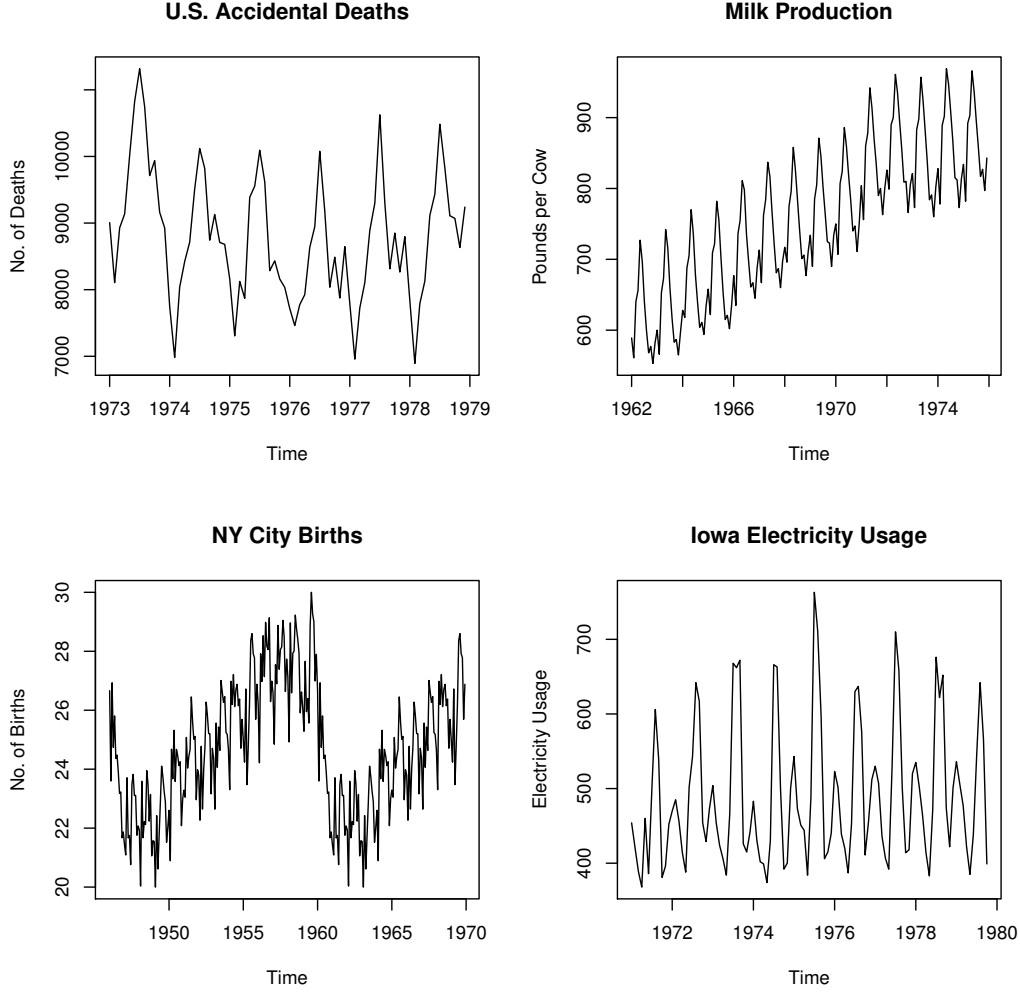 U.S. Accidental Deaths
No. of Deaths
7000 8000 9000 10000
1973 1974 1975 1976 1977 1978 1979
Time
Milk Production
Pounds per Cow
600 700 800 900
1962 1966 1970 1974
Time
NY City Births
No. of Births
20 22 24 26 28 30
1950 1955 1960 1965 1970
Time
Iowa Electricity Usage
Electricity Usage
400 500 600 700
1972 1974 1976 1978 1980
Time